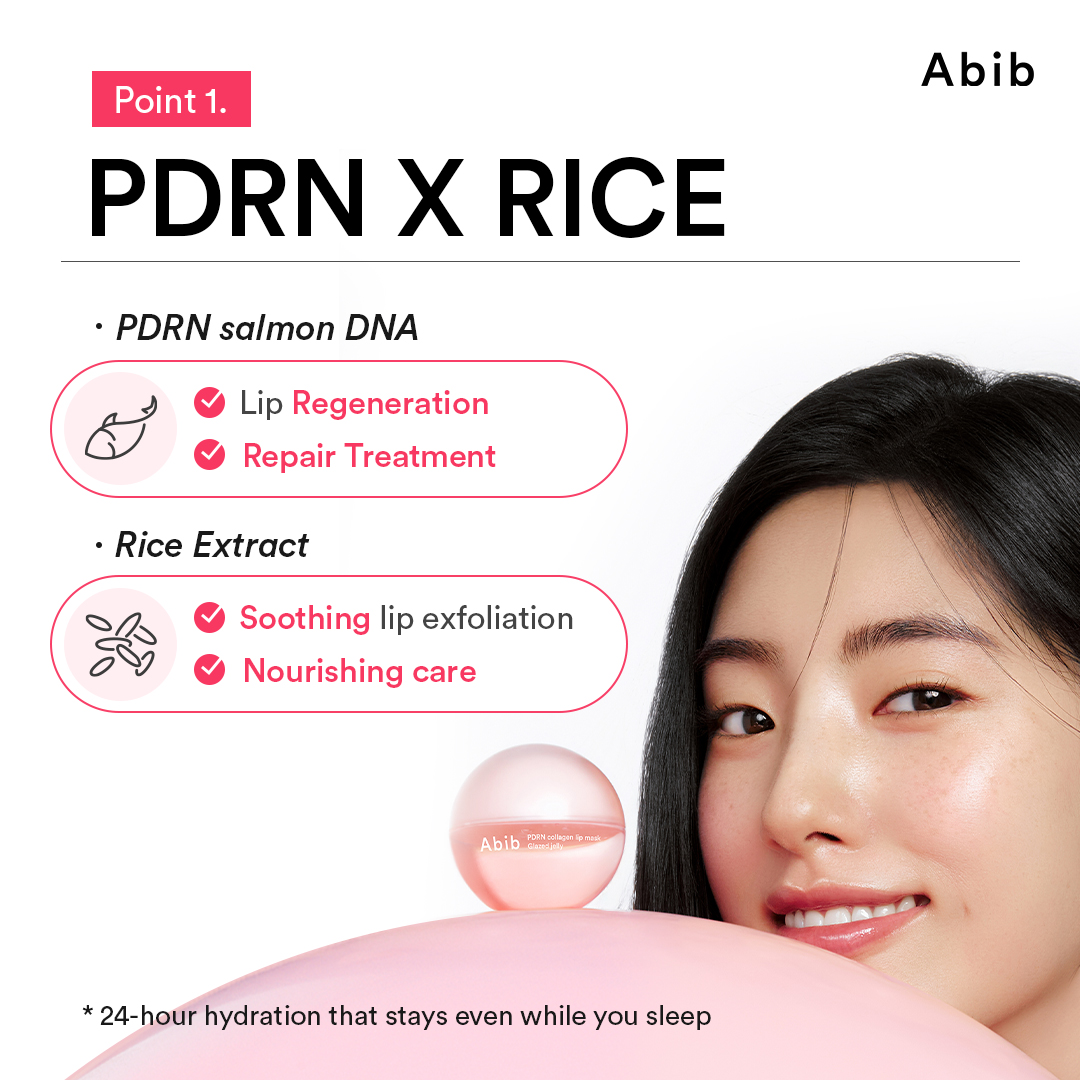 Abib
Point 1.
PDRN X RICE
· PDRN salmon DNA
Lip Regeneration
Repair Treatment
· Rice Extract
Soothing lip exfoliation
Nourishing care
Abib PDRN collagen lip mask
Glazed jelly
* 24-hour hydration that stays even while you sleep